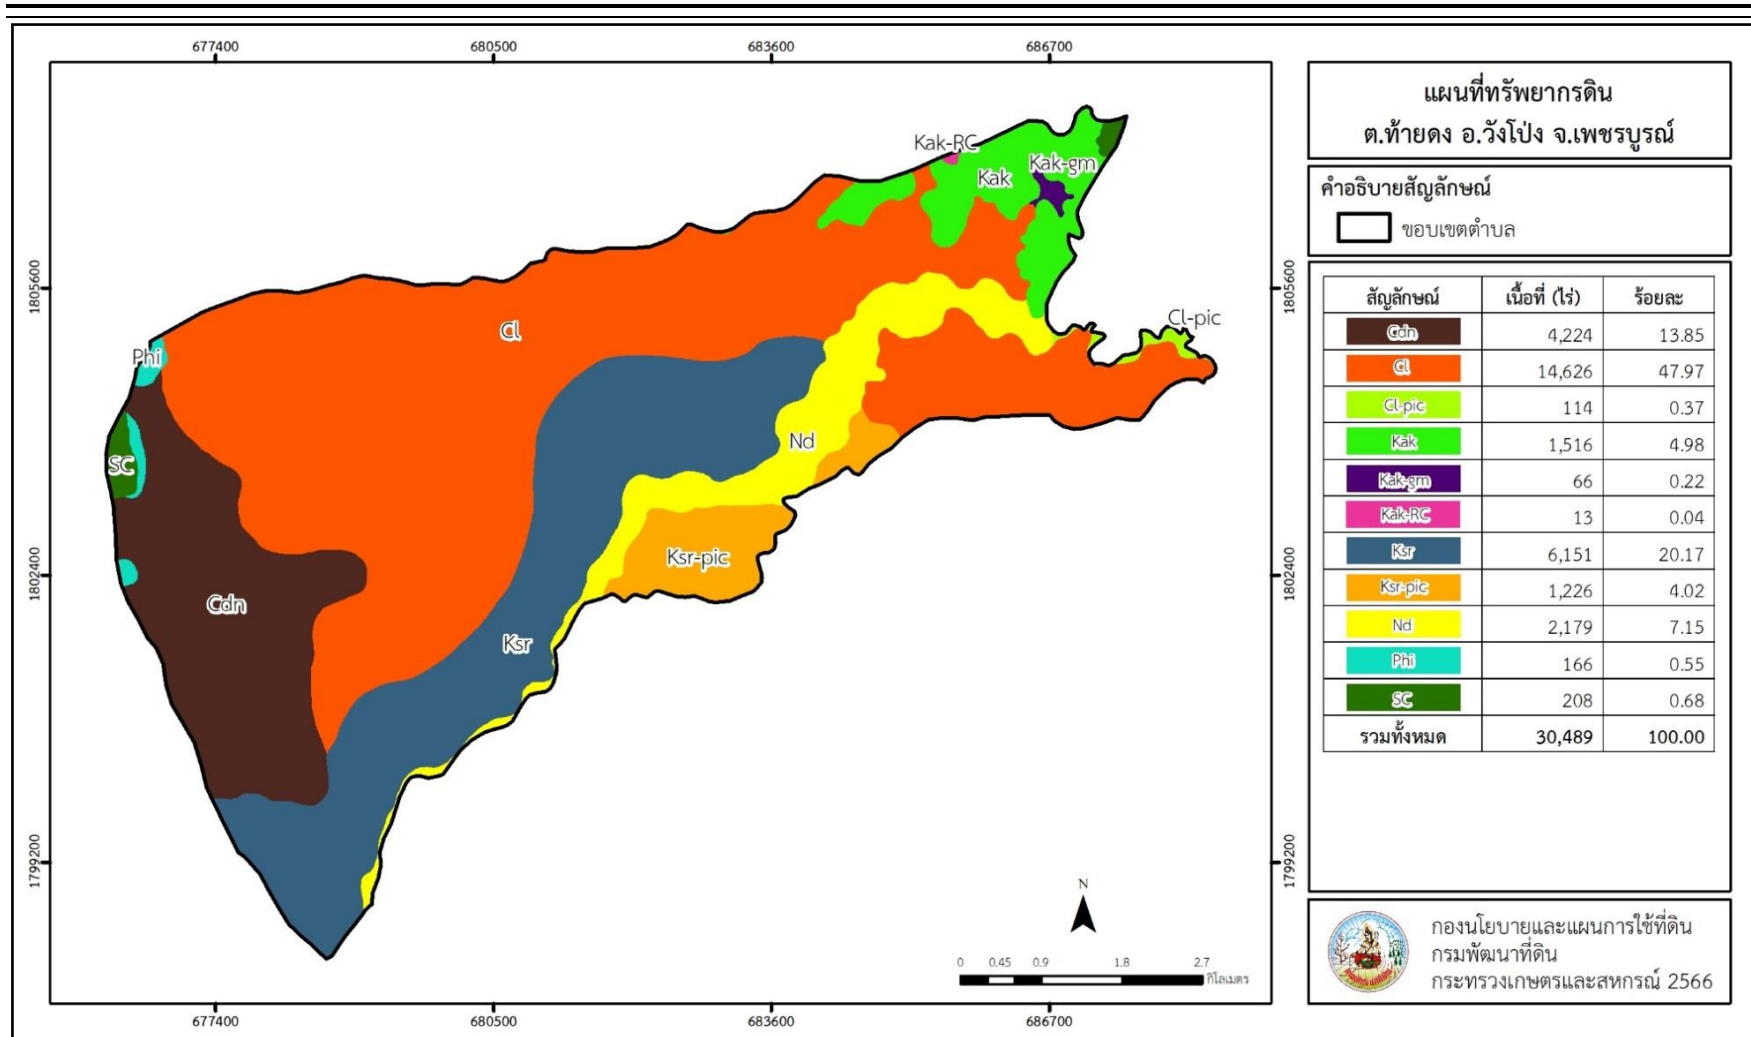 677400 680500 683600 686700
แผนที่ทรัพยากรดิน
ต.ท้ายดง อ.วังโป่ง จ.เพชรบูรณ์
คำอธิบายสัญลักษณ์
ขอบเขตตำบล
Kak-RC
Kak-gm
Kak
1805600 1805600
Cl-pic
Cl
Phi
Nd
SC
Ksr-pic
1802400 1802400
Cdn
Ksr
1799200 1799200
สัญลักษณ์ เนื้อที่ (ไร่) ร้อยละ
Cdn 4,224 13.85
Cl 14,626 47.97
Cl-pic 114 0.37
Kak 1,516 4.98
Kak-gm 66 0.22
Kak-RC 13 0.04
Ksr 6,151 20.17
Ksr-pic 1,226 4.02
Nd 2,179 7.15
Phi 166 0.55
SC 208 0.68
รวมทั้งหมด 30,489 100.00
N
0 0.45 0.9 1.8 2.7
กิโลเมตร
กองนโยบายและแผนการใช้ที่ดิน
กรมพัฒนาที่ดิน
กระทรวงเกษตรและสหกรณ์ 2566
677400 680500 683600 686700